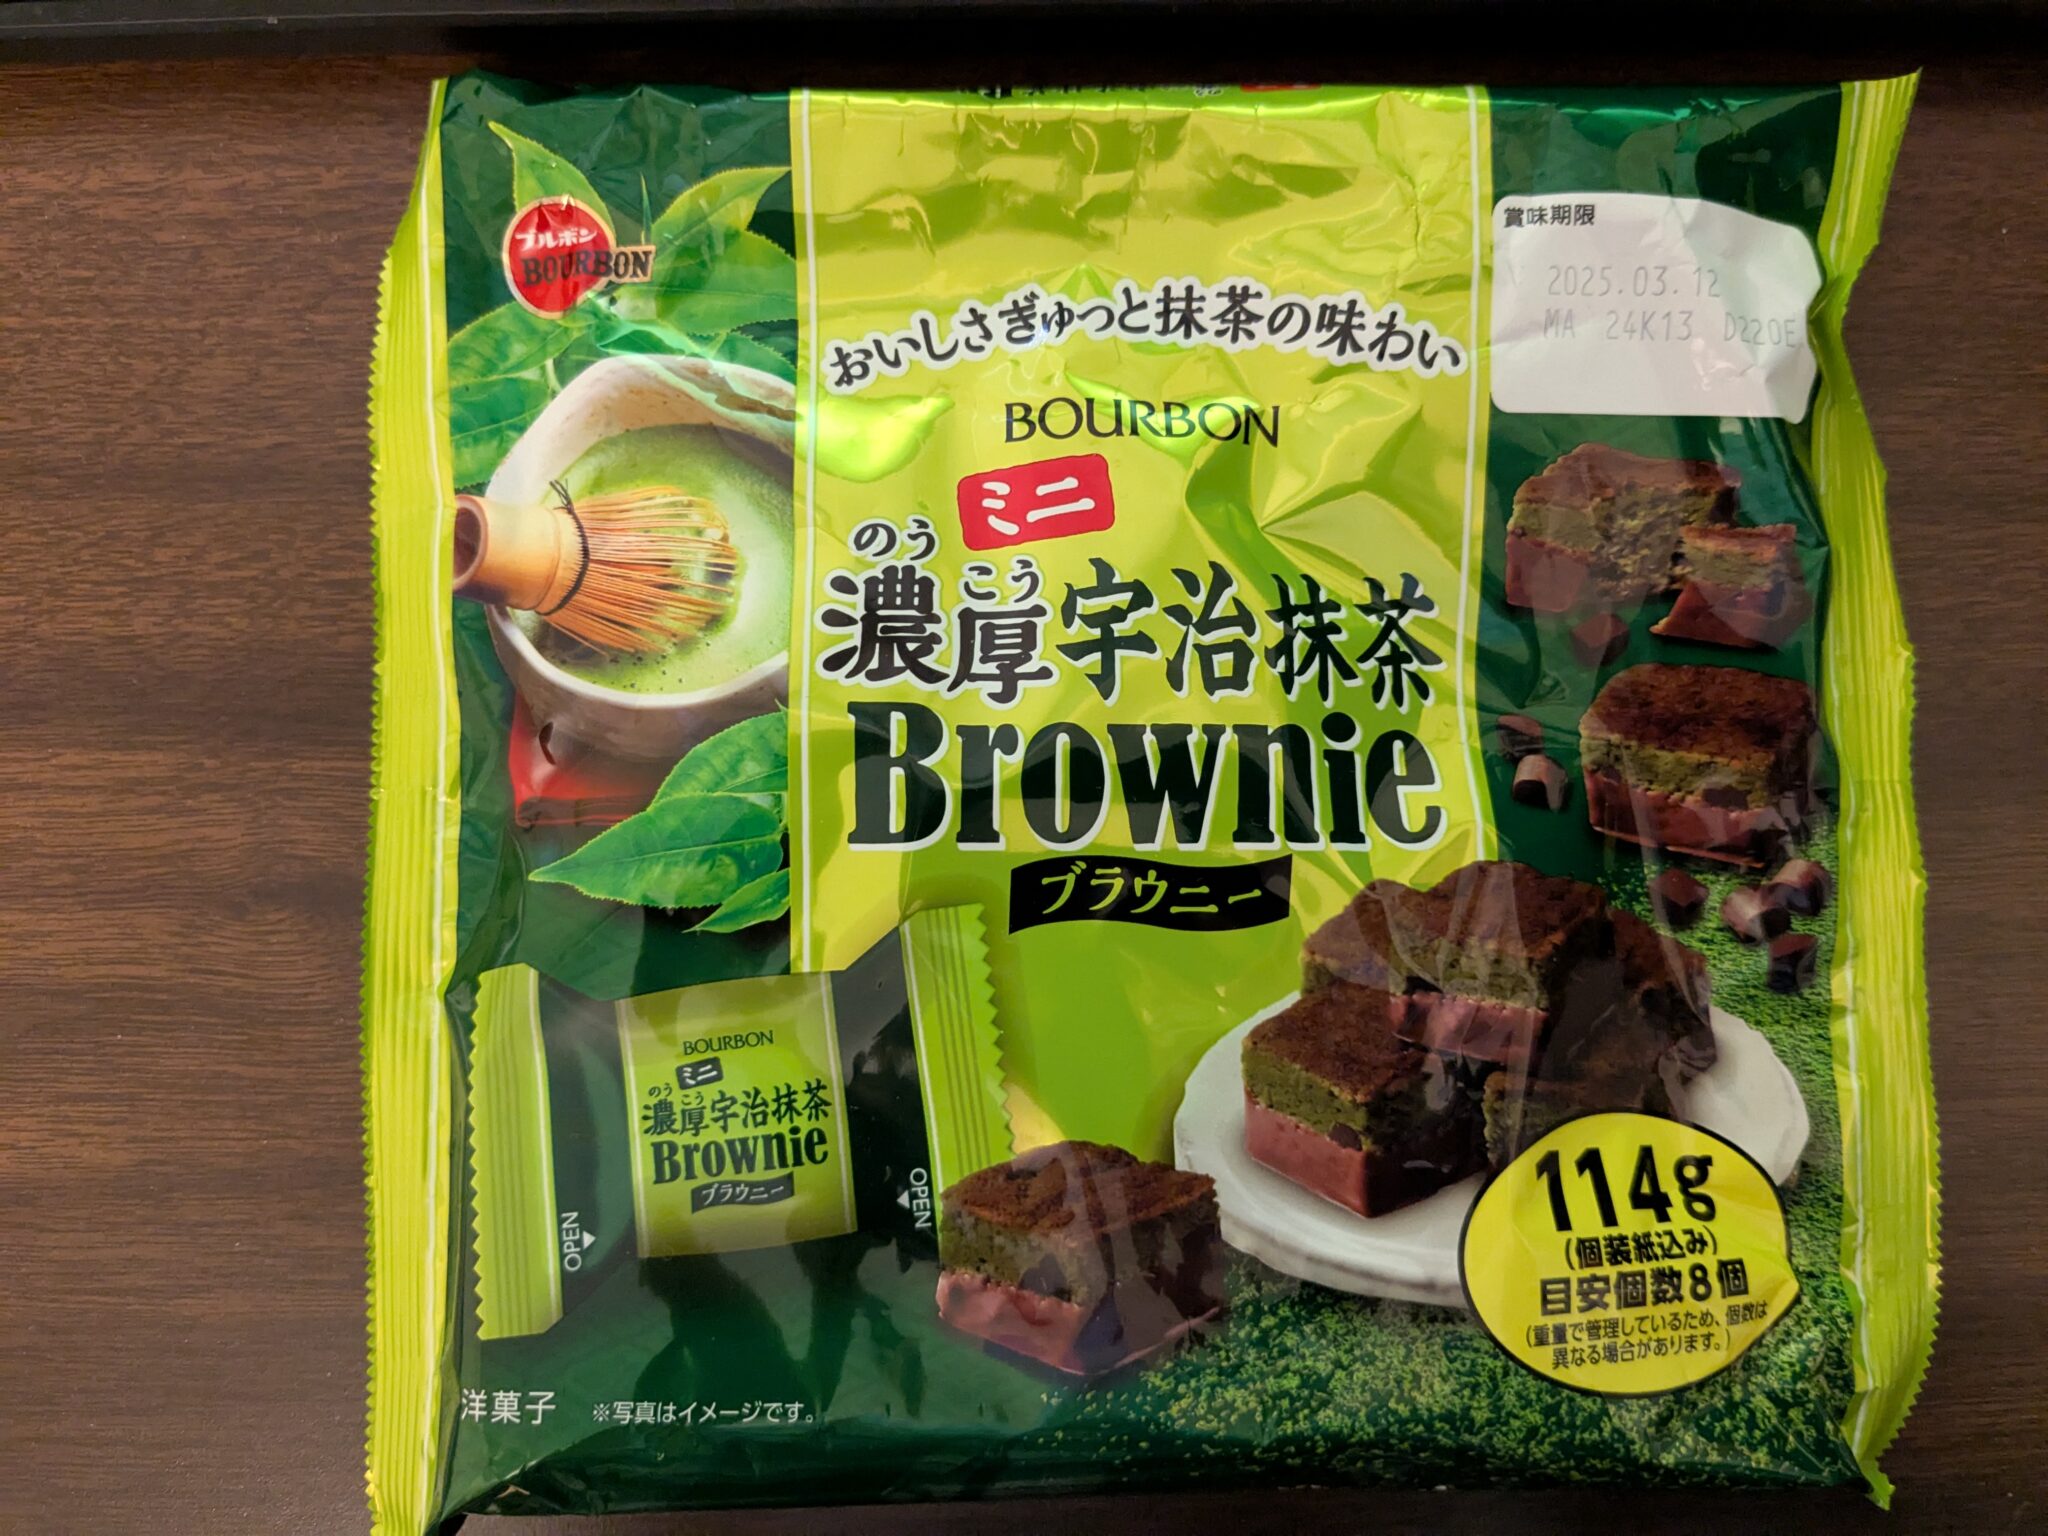 ブルボン
BOURBON
賞味期限
2025.03.12
MA 24K13 D220E
おいしさぎゅっと抹茶の味わい
BOURBON
ミニ
のうこう
濃厚宇治抹茶
Brownie
ブラウニー
BOURBON
ミニ
のうこう
濃厚宇治抹茶
Brownie
ブラウニー
OPEN
OPEN
114g
(個装紙込み)
目安個数8個
(重量で管理しているため、個数は
異なる場合があります。)
洋菓子 ※写真はイメージです。